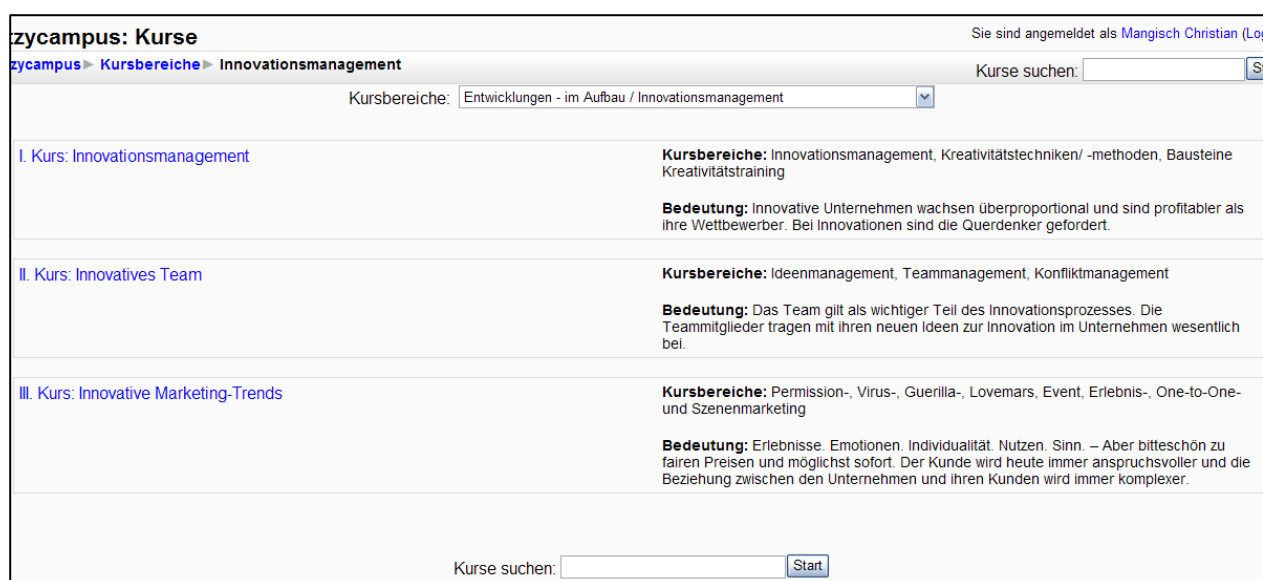 zycampus: Kurse
Sie sind angemeldet als Mangisch Christian (Log
zycampus ► Kursbereiche ► Innovationsmanagement
Kurse suchen:
Kursbereiche: Entwicklungen - im Aufbau / Innovationsmanagement
I. Kurs: Innovationsmanagement
Kursbereiche: Innovationsmanagement, Kreativitätstechniken/ -methoden, Bausteine
Kreativitätstraining
Bedeutung: Innovative Unternehmen wachsen überproportional und sind profitabler als
ihre Wettbewerber. Bei Innovationen sind die Querdenker gefordert.
II. Kurs: Innovatives Team
Kursbereiche: Ideenmanagement, Teammanagement, Konfliktmanagement
Bedeutung: Das Team gilt als wichtiger Teil des Innovationsprozesses. Die
Teammitglieder tragen mit ihren neuen Ideen zur Innovation im Unternehmen wesentlich
bei.
III. Kurs: Innovative Marketing-Trends
Kursbereiche: Permission-, Virus-, Guerilla-, Lovemars, Event, Erlebnis-, One-to-One-
und Szenenmarketing
Bedeutung: Erlebnisse. Emotionen. Individualität. Nutzen. Sinn. – Aber bitteschön zu
fairen Preisen und möglichst sofort. Der Kunde wird heute immer anspruchsvoller und die
Beziehung zwischen den Unternehmen und ihren Kunden wird immer komplexer.
Kurse suchen:
Start